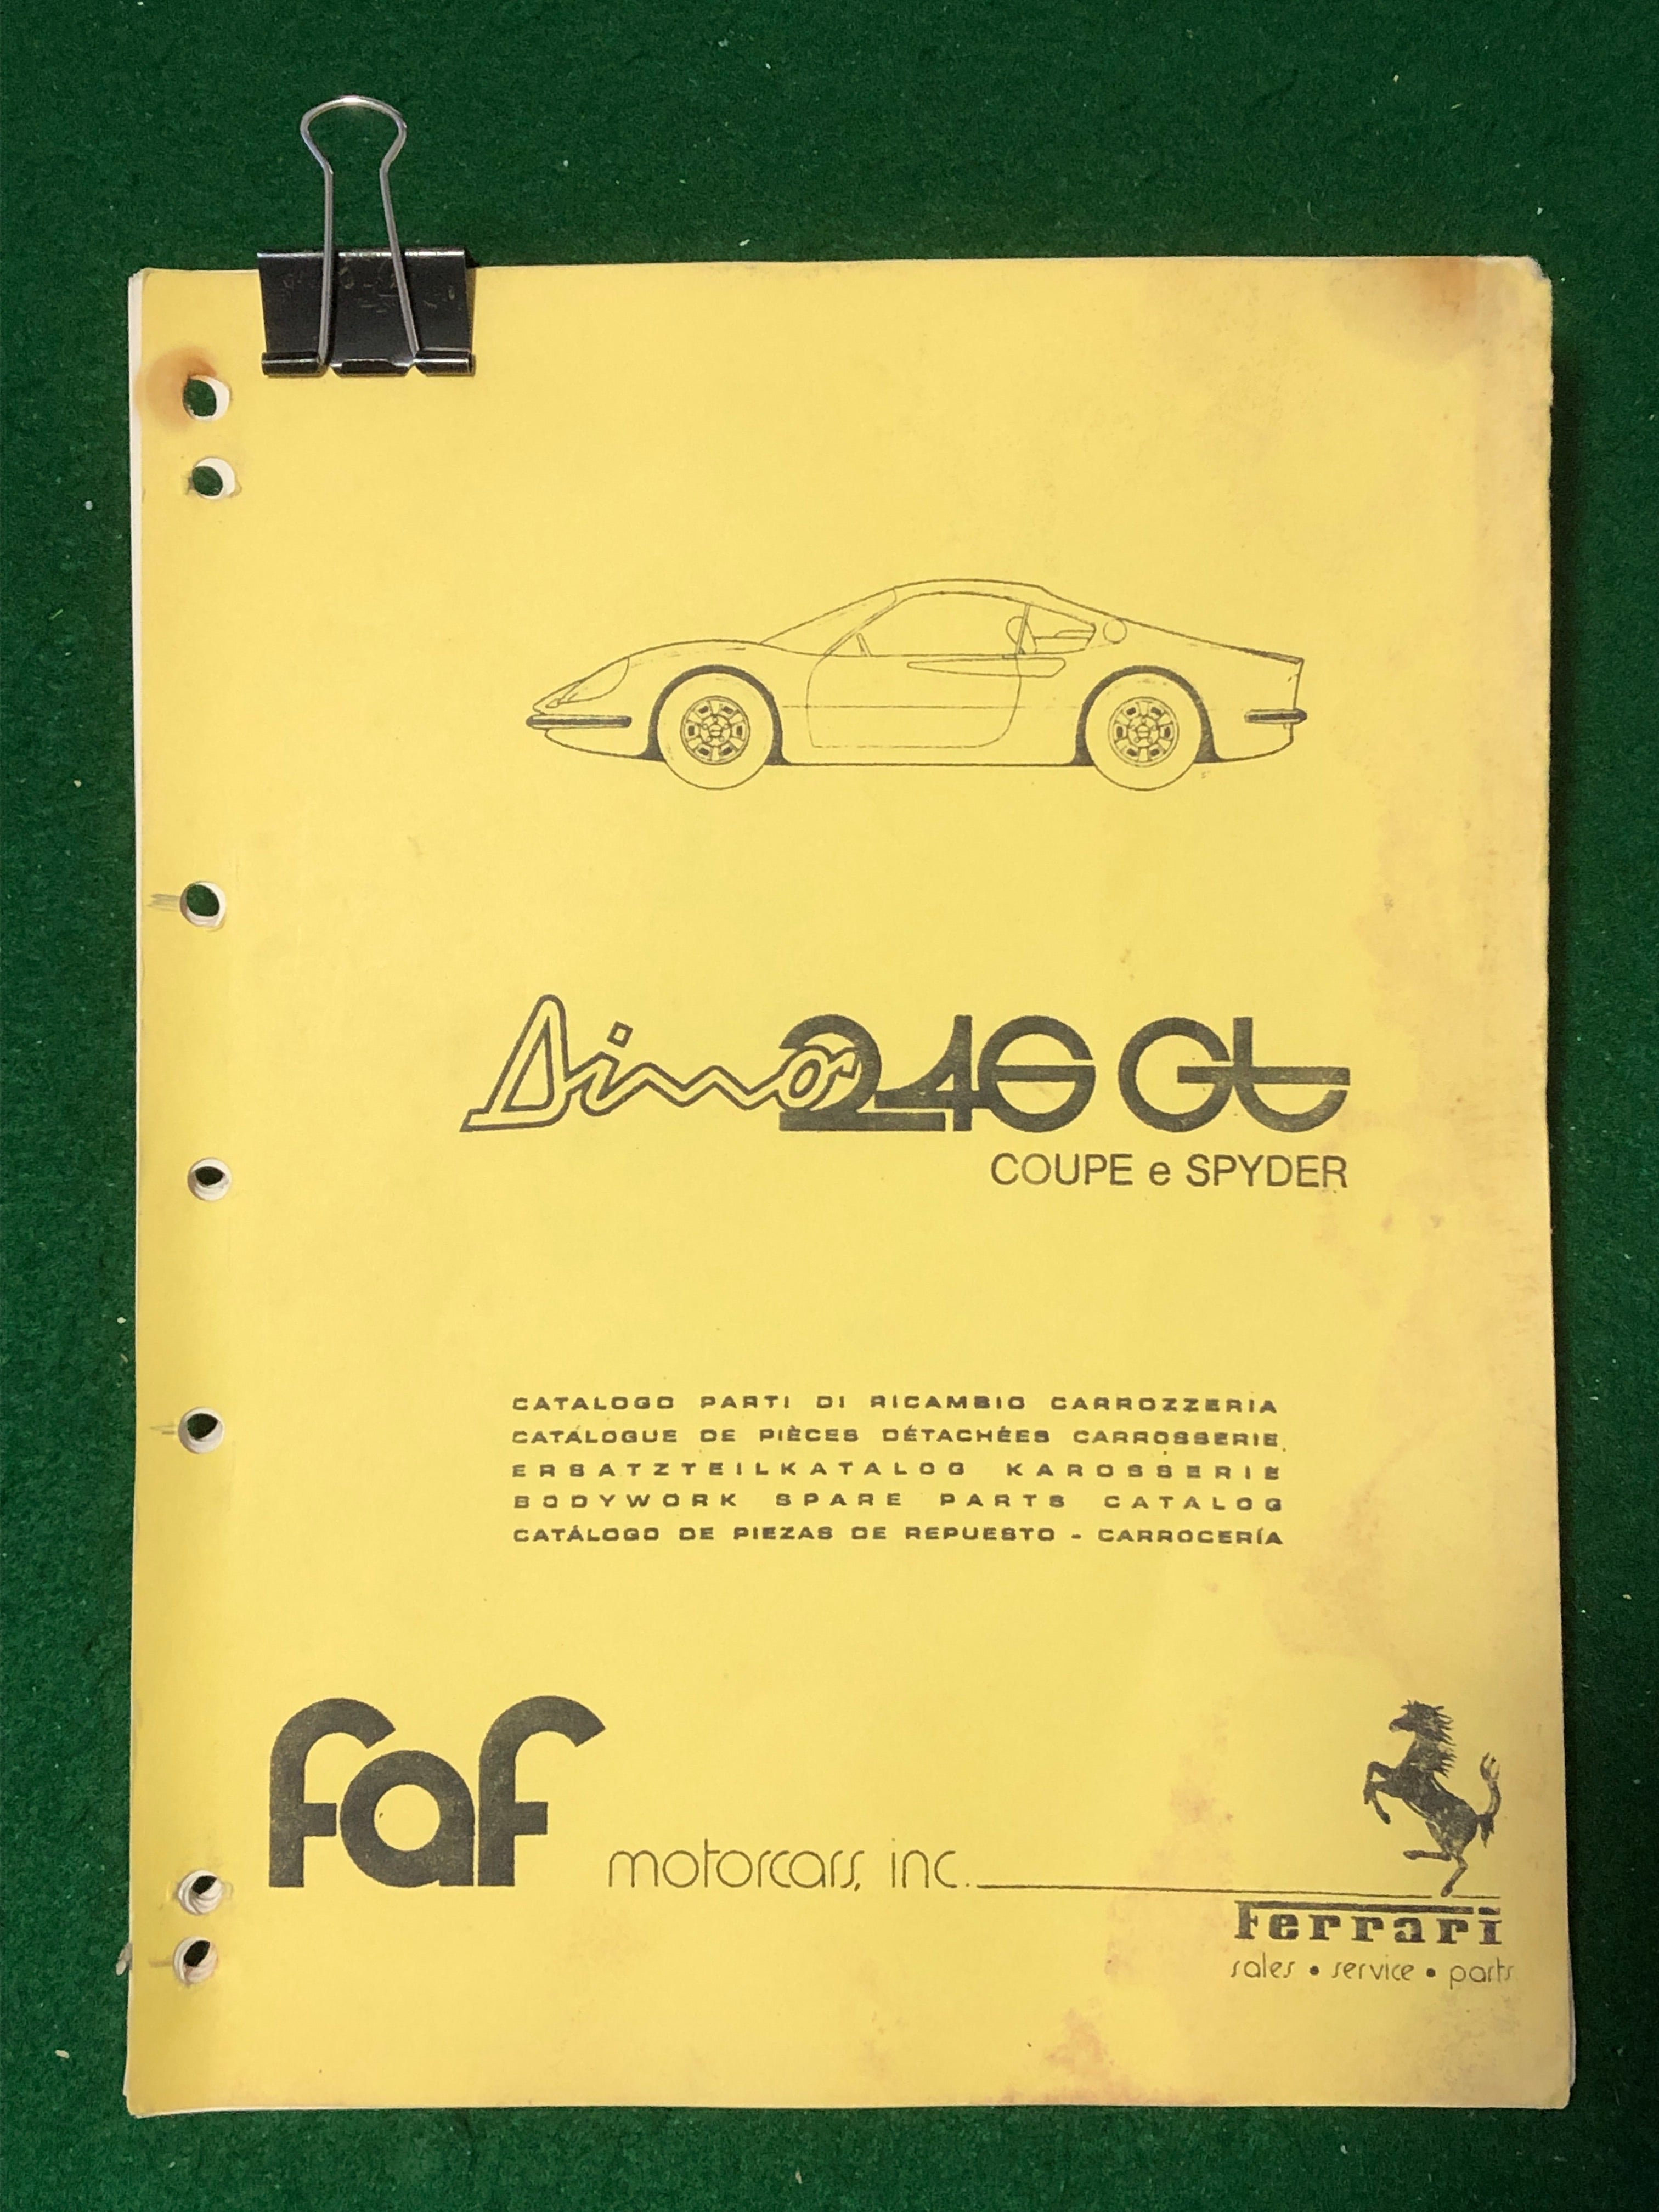 Dino 246 GT
COUPE e SPYDER
CATALOGO PARTI DI RICAMBIO CARROZZERIA
CATALOGUE DE PIÈCES DÉTACHÉES CARROSSERIE
ERSATZTEILKATALOG KAROSSERIE
BODYWORK SPARE PARTS CATALOG
CATÁLOGO DE PIEZAS DE REPUESTO - CARROCERÍA
faf motorcars, inc.
Ferrari
sales • service • parts